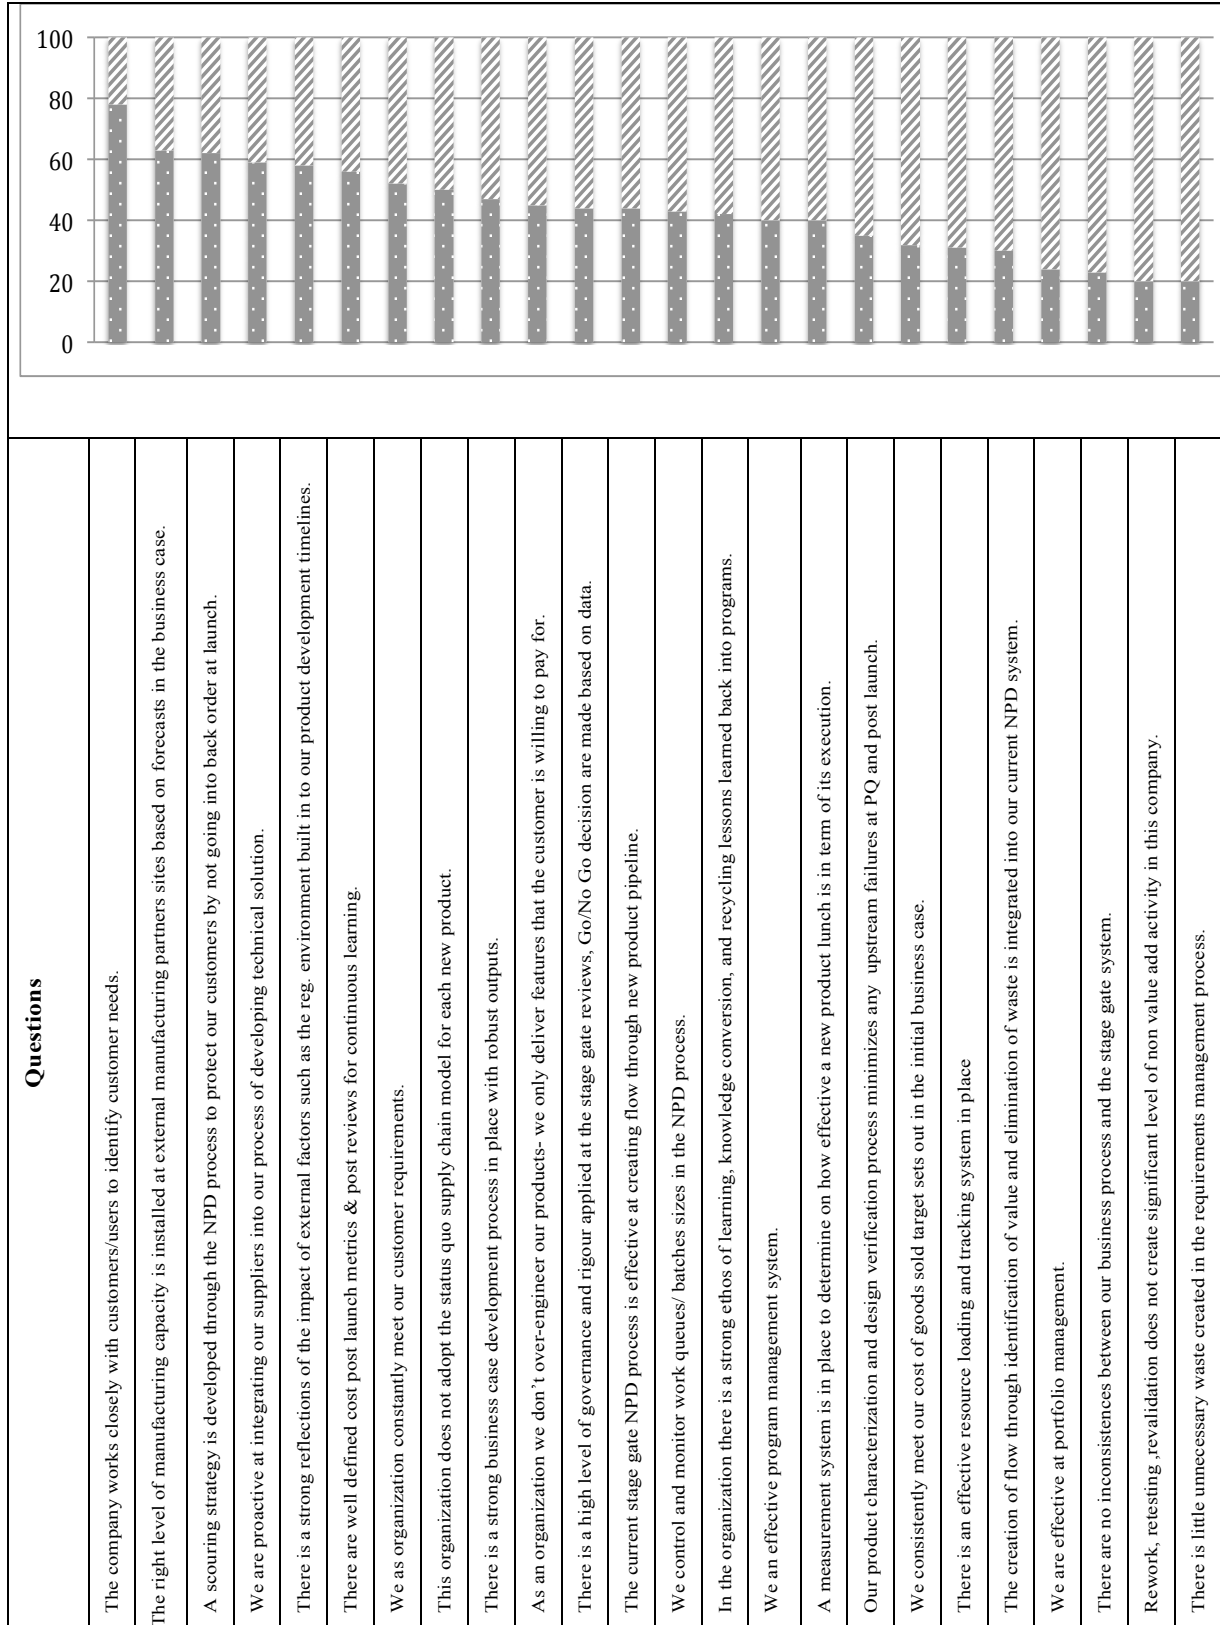 100
80
60
40
20
0
Questions
The company works closely with customers/users to identify customer needs.
The right level of manufacturing capacity is installed at external manufacturing partners sites based on forecasts in the business case.
A scouring strategy is developed through the NPD process to protect our customers by not going into back order at launch.
We are proactive at integrating our suppliers into our process of developing technical solution.
There is a strong reflections of the impact of external factors such as the reg. environment built in to our product development timelines.
There are well defined cost post launch metrics & post reviews for continuous learning.
We as organization constantly meet our customer requirements.
This organization does not adopt the status quo supply chain model for each new product.
There is a strong business case development process in place with robust outputs.
As an organization we don't over-engineer our products- we only deliver features that the customer is willing to pay for.
There is a high level of governance and rigour applied at the stage gate reviews, Go/No Go decision are made based on data.
The current stage gate NPD process is effective at creating flow through new product pipeline.
We control and monitor work queues/ batches sizes in the NPD process.
In the organization there is a strong ethos of learning, knowledge conversion, and recycling lessons learned back into programs.
We an effective program management system.
A measurement system is in place to determine on how effective a new product lunch is in term of its execution.
Our product characterization and design verification process minimizes any upstream failures at PQ and post launch.
We consistently meet our cost of goods sold target sets out in the initial business case.
There is an effective resource loading and tracking system in place
The creation of flow through identification of value and elimination of waste is integrated into our current NPD system.
We are effective at portfolio management.
There are no inconsistences between our business process and the stage gate system.
Rework, retesting ,revalidation does not create significant level of non value add activity in this company.
There is little unnecessary waste created in the requirements management process.